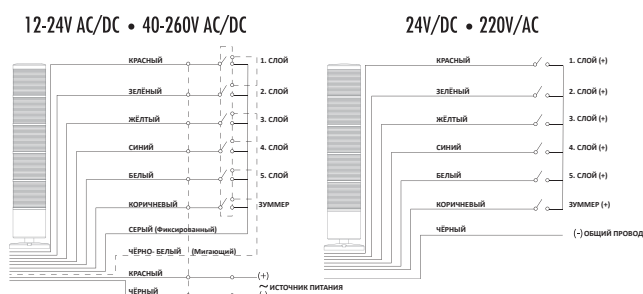 12-24V AC/DC • 40-260V AC/DC
КРАСНЫЙ 1. СЛОЙ
ЗЕЛЁНЫЙ 2. СЛОЙ
ЖЁЛТЫЙ 3. СЛОЙ
СИНИЙ 4. СЛОЙ
БЕЛЫЙ 5. СЛОЙ
КОРИЧНЕВЫЙ ЗУММЕР
СЕРЫЙ (Фиксированный)
ЧЁРНО- БЕЛЫЙ (Мигающий)
КРАСНЫЙ (+)
~ ИСТОЧНИК ПИТАНИЯ
ЧЁРНЫЙ (-)
24V/DC • 220V/AC
КРАСНЫЙ 1. СЛОЙ (+)
ЗЕЛЁНЫЙ 2. СЛОЙ (+)
ЖЁЛТЫЙ 3. СЛОЙ (+)
СИНИЙ 4. СЛОЙ (+)
БЕЛЫЙ 5. СЛОЙ (+)
КОРИЧНЕВЫЙ ЗУММЕР (+)
ЧЁРНЫЙ (-) ОБЩИЙ ПРОВОД